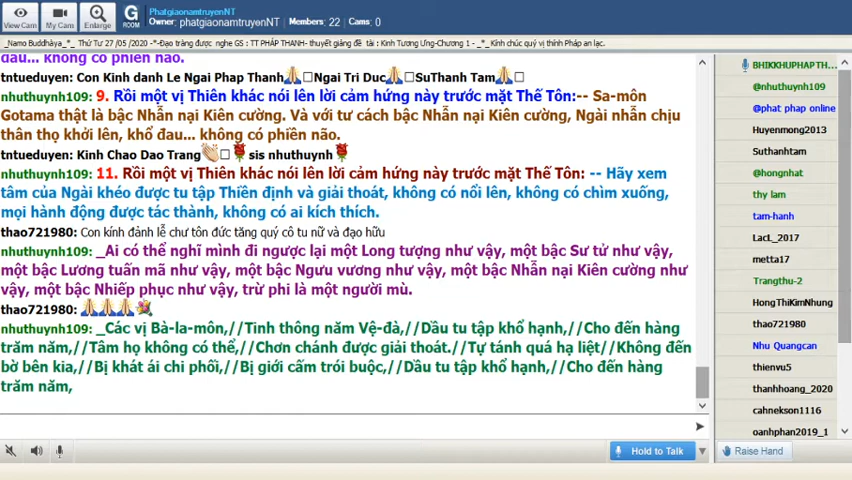 View Cam
My Cam
Enlarge
G
ROOM
PhatgiaonamtruyenNT
Owner: phatgiaonamtruyenNT Members: 22 Cams: 0
_Namo Buddhàya_*_ Thứ Tư 27 /05 /2020 -*-Đạo tràng được nghe GS : TT PHÁP THANH- thuyết giảng đề tài : Kinh Tương Ưng-Chương 1 - _*_ Kính chúc quý vị thính Pháp an lạc.
đau... không có phiền não.
tntueduyen: Con Kinh danh Le Ngai Phap Thanh🙏Ngai Tri Duc🙏SuThanh Tam🙏
nhuthuynh109: 9. Rồi một vị Thiên khác nói lên lời cảm hứng này trước mặt Thế Tôn:-- Sa-môn
Gotama thật là bậc Nhẫn nại Kiên cường. Và với tư cách bậc Nhẫn nại Kiên cường, Ngài nhẫn chịu
thân thọ khởi lên, khổ đau... không có phiền não.
tntueduyen: Kinh Chao Dao Trang👏🌹sis nhuthuynh🌹
nhuthuynh109: 11. Rồi một vị Thiên khác nói lên lời cảm hứng này trước mặt Thế Tôn: -- Hãy xem
tâm của Ngài khéo được tu tập Thiền định và giải thoát, không có nổi lên, không có chìm xuống,
mọi hành động được tác thành, không có ai kích thích.
thao721980: Con kính đảnh lễ chư tôn đức tăng quý cô tu nữ và đạo hữu
nhuthuynh109: _Ai có thể nghĩ mình đi ngược lại một Long tượng như vậy, một bậc Sư tử như vậy,
một bậc Lương tuấn mã như vậy, một bậc Ngưu vương như vậy, một bậc Nhẫn nại Kiên cường như
vậy, một bậc Nhiếp phục như vậy, trừ phi là một người mù.
thao721980: 🙏🙏🙏💐
nhuthuynh109: _Các vị Bà-la-môn,//Tinh thông năm Vệ-đà,//Dầu tu tập khổ hạnh,//Cho đến hàng
trăm năm,//Tâm họ không có thể,//Chơn chánh được giải thoát.//Tự tánh quá hạ liệt//Không đến
bờ bên kia,//Bị khát ái chi phối,//Bị giới cấm trói buộc,//Dầu tu tập khổ hạnh,//Cho đến hàng
trăm năm,
BHIKKHUPHAPTH...
@nhuthuynh109
@phat phap online
Huyenmong2013
Suthanhtam
@hongnhat
thy lam
tam-hanh
LacL_2017
metta17
Trangthu-2
HongThiKimNhung
thao721980
Nhu Quangcan
thienvu5
thanhhoang_2020
cahnekson1116
oanhphan2019_1
Hold to Talk
Raise Hand